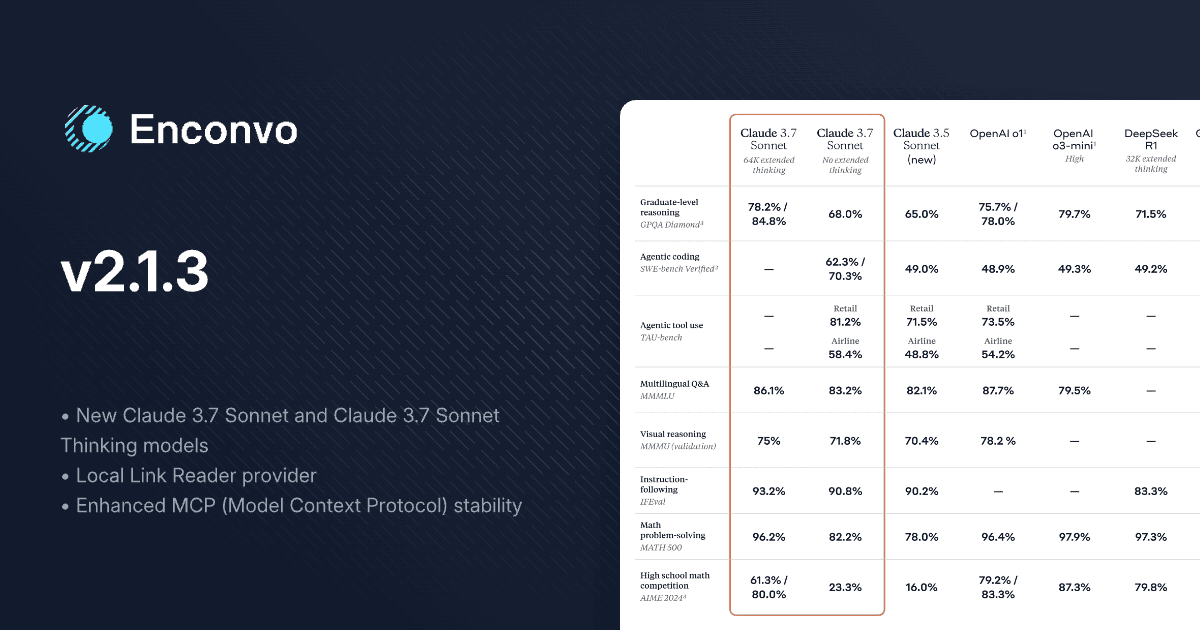 Enconvo
v2.1.3
• New Claude 3.7 Sonnet and Claude 3.7 Sonnet
Thinking models
• Local Link Reader provider
• Enhanced MCP (Model Context Protocol) stability
Claude 3.7 Claude 3.7 Claude 3.5 OpenAI o1¹ OpenAI DeepSeek
Sonnet Sonnet Sonnet o3-mini¹ R1
64K extended No extended (new) High 32K extended
thinking thinking thinking
Graduate-level
reasoning
GPQA Diamond³
78.2% / 68.0% 65.0% 75.7% / 79.7% 71.5%
84.8% 78.0%
Agentic coding
SWE-bench Verified²
— 62.3% / 49.0% 48.9% 49.3% 49.2%
70.3%
Agentic tool use
TAU-bench
Retail Retail Retail
— 81.2% 71.5% 73.5% — —
Airline Airline Airline
— 58.4% 48.8% 54.2% — —
Multilingual Q&A
MMMLU
86.1% 83.2% 82.1% 87.7% 79.5% —
Visual reasoning
MMMU (validation)
75% 71.8% 70.4% 78.2 % — —
Instruction-
following
IFEval
93.2% 90.8% 90.2% — — 83.3%
Math
problem-solving
MATH 500
96.2% 82.2% 78.0% 96.4% 97.9% 97.3%
High school math
competition
AIME 2024³
61.3% / 23.3% 16.0% 79.2% / 87.3% 79.8%
80.0% 83.3%